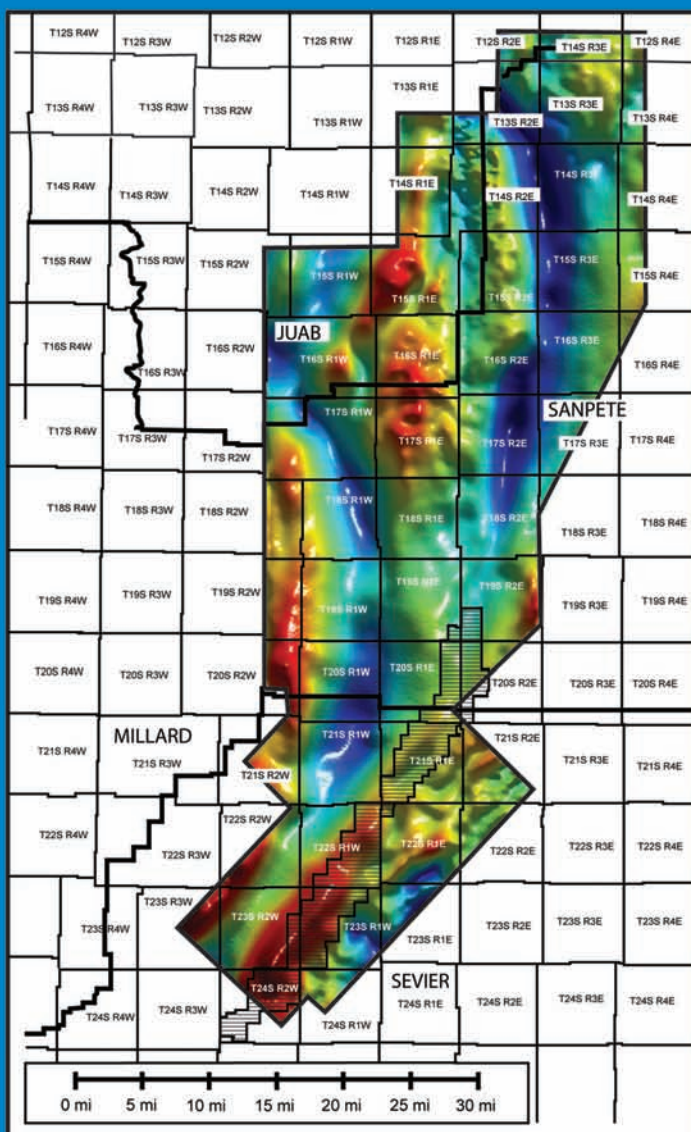 T12S R4W T12S R3W T12S R2W T12S R1W T12S R1E T12S R2E T14S R3E T12S R4E
T13S R4W T13S R3W T13S R2W T13S R1W T13S R1E T13S R2E T13S R3E T13S R4E
T14S R4W T14S R3W T14S R2W T14S R1W T14S R1E T14S R2E T14S R3E T14S R4E
T15S R4W T15S R3W T15S R2W T15S R1W T15S R1E T15S R2E T15S R3E T15S R4E
JUAB
T16S R4W T16S R3W T16S R2W T16S R1W T16S R1E T16S R2E T16S R3E T16S R4E
SANPETE
T17S R4W T17S R3W T17S R2W T17S R1W T17S R1E T17S R2E T17S R3E T17S R4E
T18S R4W T18S R3W T18S R2W T18S R1W T18S R1E T18S R2E T18S R3E T18S R4E
T19S R4W T19S R3W T19S R2W T19S R1W T19S R1E T19S R2E T19S R3E T19S R4E
T20S R4W T20S R3W T20S R2W T20S R1W T20S R1E T20S R2E T20S R3E T20S R4E
MILLARD
T21S R4W T21S R3W T21S R2W T21S R1W T21S R1E T21S R2E T21S R3E T21S R4E
T22S R4W T22S R3W T22S R2W T22S R1W T22S R1E T22S R2E T22S R3E T22S R4E
T23S R4W T23S R3W T23S R2W T23S R1W T23S R1E T23S R2E T23S R3E T23S R4E
SEVIER
T24S R4W T24S R3W T24S R2W T24S R1W T24S R1E T24S R2E T24S R3E T24S R4E
0 mi 5 mi 10 mi 15 mi 20 mi 25 mi 30 mi